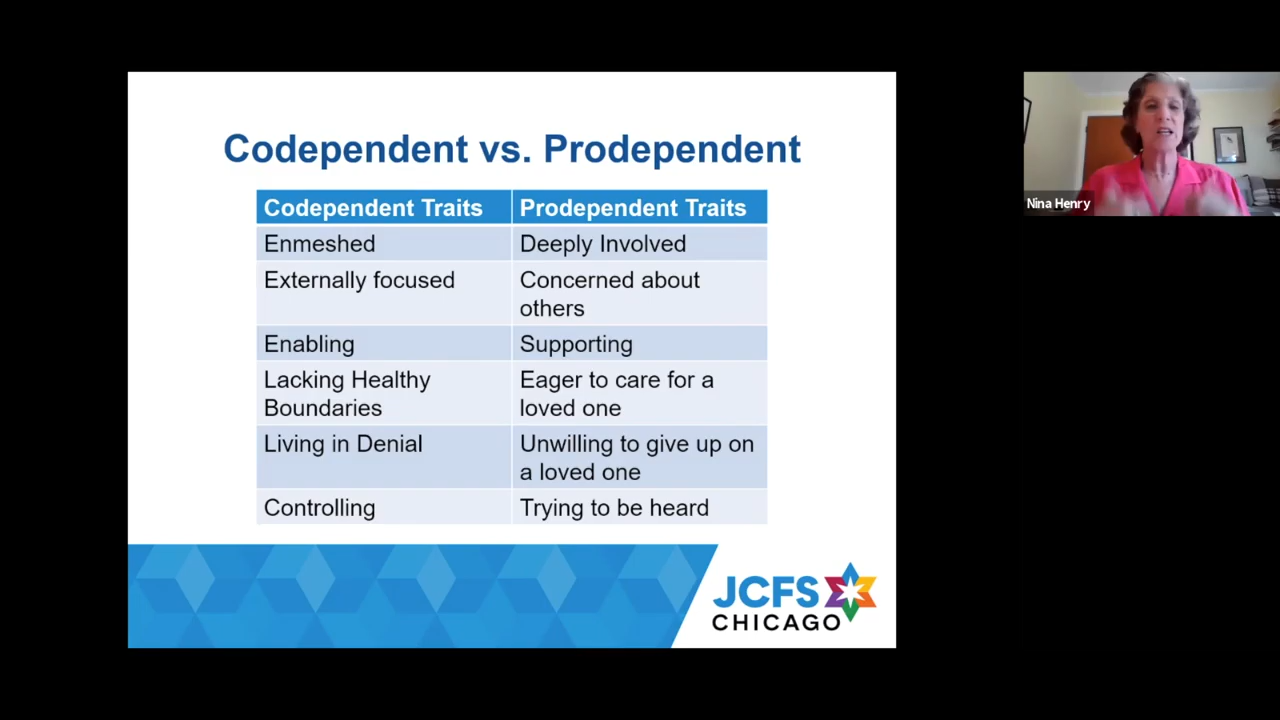 Codependent vs. Prodependent
Codependent Traits
Prodependent Traits
Enmeshed
Deeply Involved
Externally focused
Concerned about
others
Enabling
Supporting
Lacking Healthy
Boundaries
Eager to care for a
loved one
Living in Denial
Unwilling to give up on
a loved one
Controlling
Trying to be heard
JCFS
CHICAGO
Nina Henry